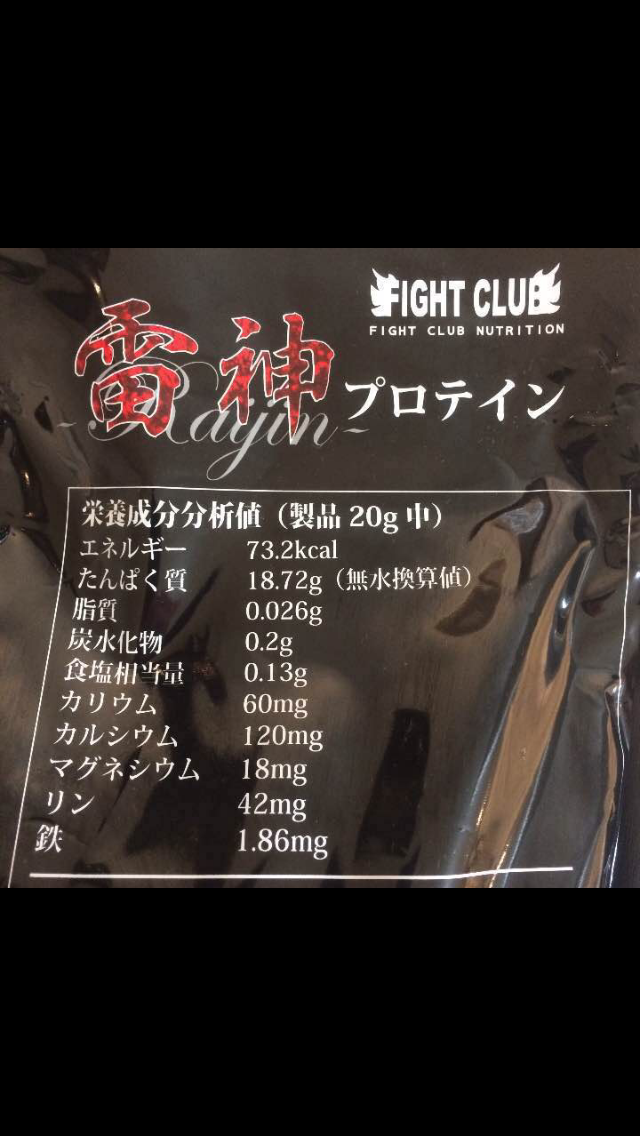 FIGHT CLUB
FIGHT CLUB NUTRITION
雷神 プロテイン
-Raijin-
栄養成分分析値（製品 20g 中）
エネルギー 73.2kcal
たんぱく質 18.72g（無水換算値）
脂質 0.026g
炭水化物 0.2g
食塩相当量 0.13g
カリウム 60mg
カルシウム 120mg
マグネシウム 18mg
リン 42mg
鉄 1.86mg